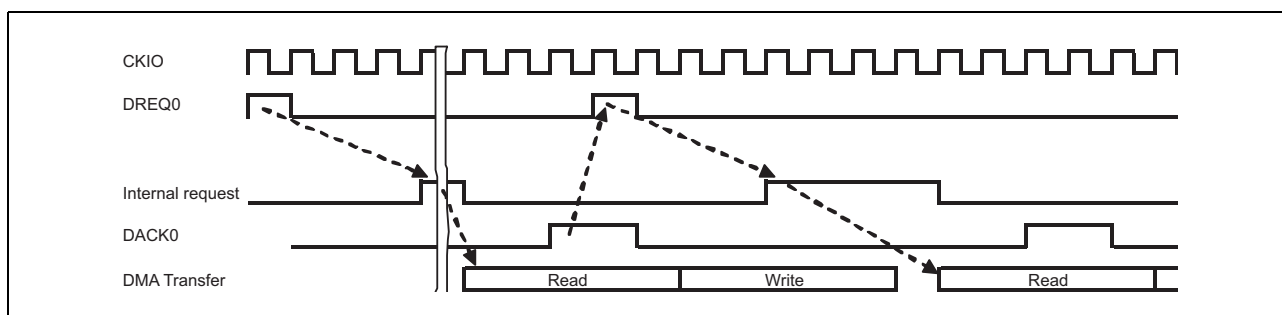 CKIO
DREQ0
Internal request
DACK0
DMA Transfer Read Write Read